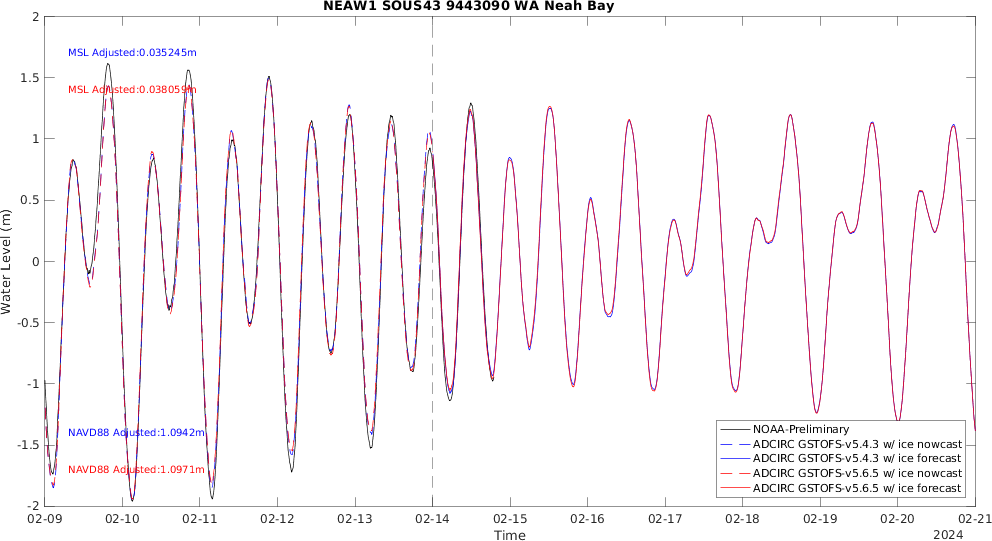 NEAW1 SOUS43 9443090 WA Neah Bay
2
1.5
1
0.5
0
-0.5
-1
-1.5
-2
Water Level (m)
MSL Adjusted:0.035245m
MSL Adjusted:0.038059m
NAVD88 Adjusted:1.0942m
NAVD88 Adjusted:1.0971m
NOAA-Preliminary
ADCIRC GSTOFS-v5.4.3 w/ ice nowcast
ADCIRC GSTOFS-v5.4.3 w/ ice forecast
ADCIRC GSTOFS-v5.6.5 w/ ice nowcast
ADCIRC GSTOFS-v5.6.5 w/ ice forecast
02-09 02-10 02-11 02-12 02-13 02-14 02-15 02-16 02-17 02-18 02-19 02-20 02-21
Time
2024